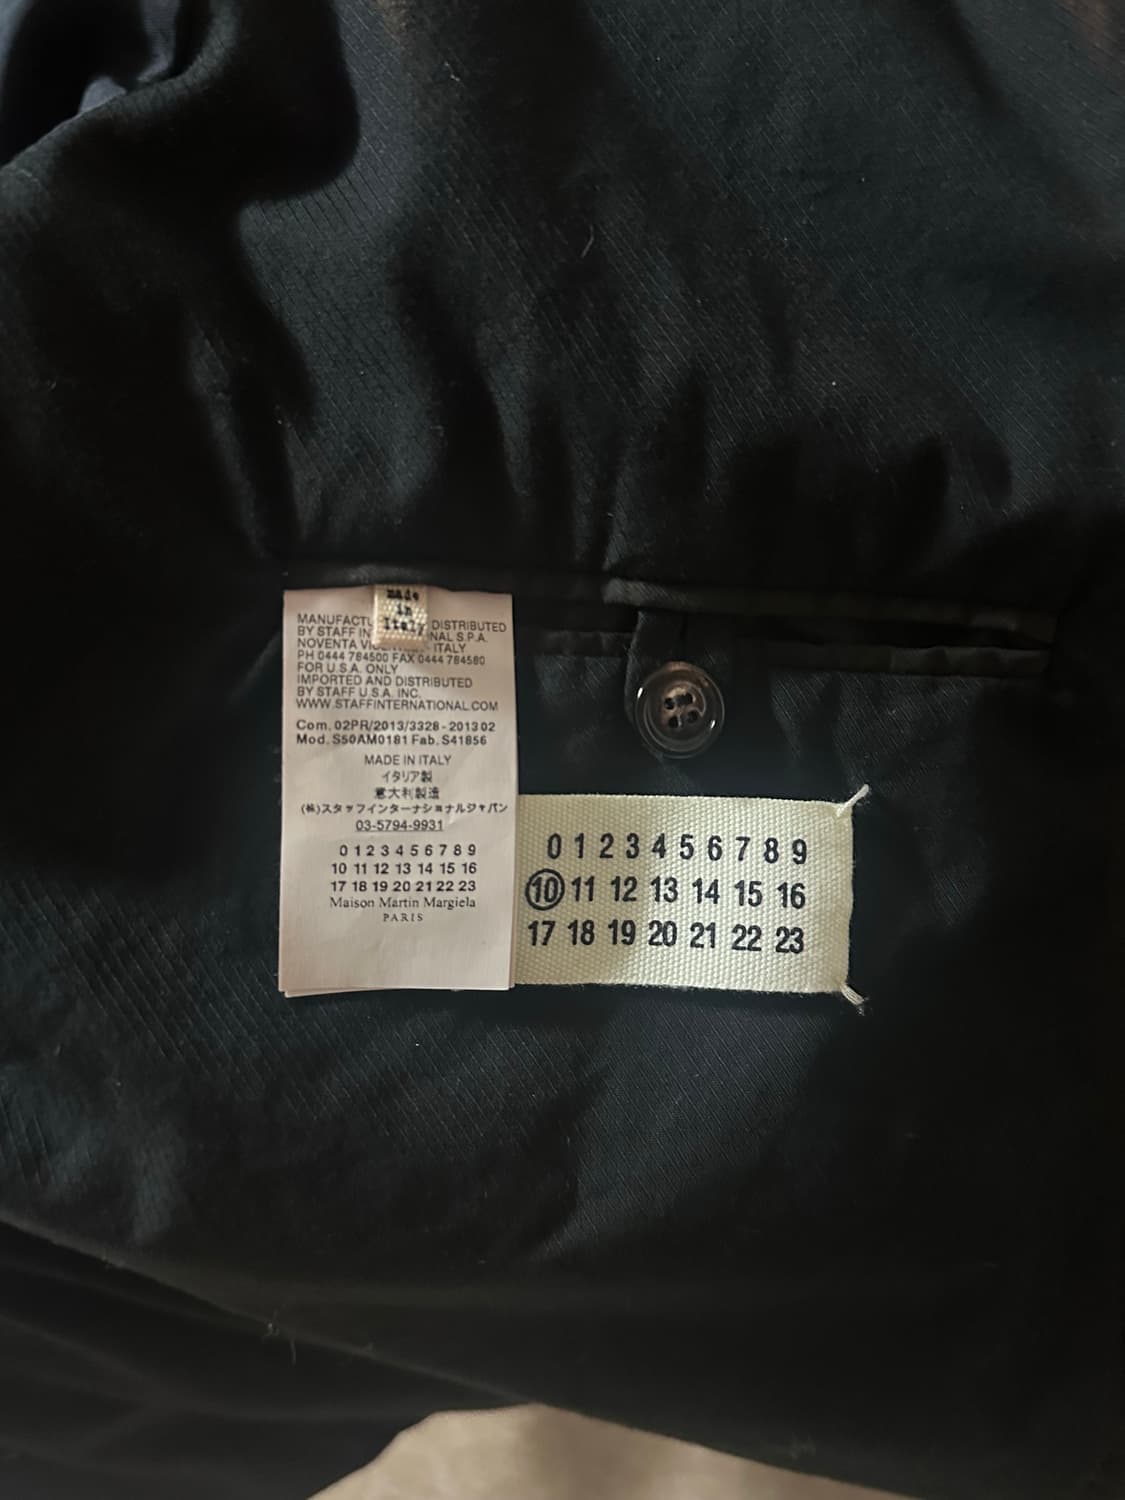 made
in
Italy
MANUFACTU DISTRIBUTED
BY STAFF IN NAL S.P.A.
NOVENTA VI ITALY
PH 0444 784500 FAX 0444 784580
FOR U.S.A. ONLY
IMPORTED AND DISTRIBUTED
BY STAFF U.S.A. INC.
WWW.STAFFINTERNATIONAL.COM
Com. 02PR/2013/3328 - 2013 02
Mod. S50AM0181 Fab. S41856
MADE IN ITALY
イタリア製
意大利製造
(株)スタッフインターナショナルジャパン
03-5794-9931
0 1 2 3 4 5 6 7 8 9
10 11 12 13 14 15 16
17 18 19 20 21 22 23
Maison Martin Margiela
PARIS
0 1 2 3 4 5 6 7 8 9
10 11 12 13 14 15 16
17 18 19 20 21 22 23